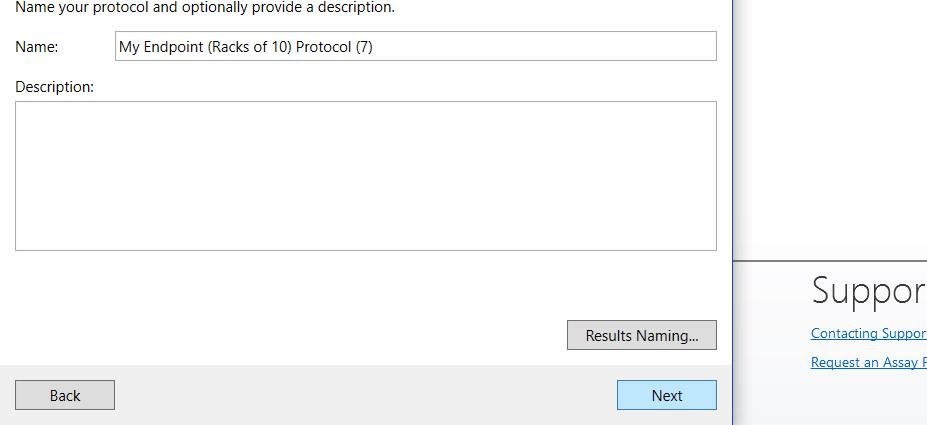 Name your protocol and optionally provide a description.
Name: My Endpoint (Racks of 10) Protocol (7)
Description:
Results Naming...
Back Next
Suppor
Contacting Suppor
Request an Assay